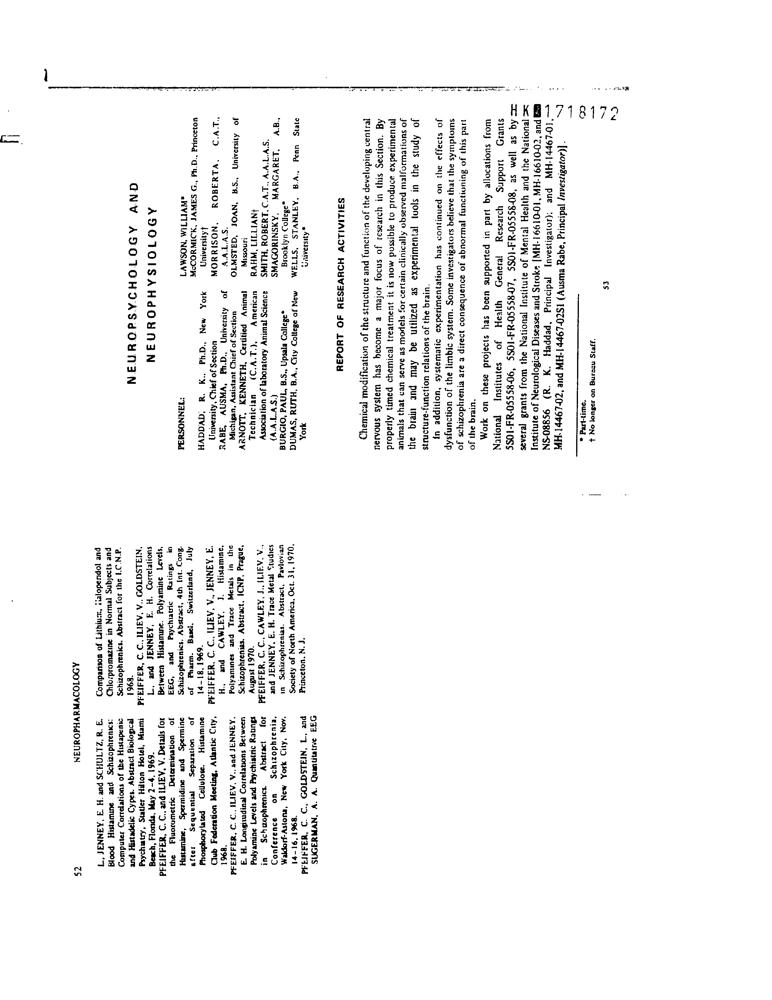 52
NEUROPHARMACOLOGY
L., JENNEY, E. H. and SCHULTZ, R. E.
Blood Histamine and Schizophrenics:
Computer Correlations of the Histapenic
and Histadelic Types. Abstract Biological
Psychiatry, Statler Hilton Hotel, Miami
Beach, Florida, May 2-4, 1969.
PFEIFFER, C. C., and ILIEV, V. Details for
the Fluorometric Determination of
Histamine, Spermidine and Spermine
after Sequential Separation of
Phosphorylated Cellulose. Histamine
Club Federation Meeting, Atlantic City,
1968.
PFEIFFER, C. C., ILIEV, V., and JENNEY,
E. H. Longitudinal Correlations Between
Polyamine Levels and Psychiatric Ratings
in Schizophrenics. Abstract for
Conference on Schizophrenia,
Waldorf-Astoria, New York City, Nov.
14-16, 1968.
PFEIFFER, C. C., GOLDSTEIN, L., and
SUGERMAN, A. A. Quantitative EEG
Comparison of Lithium, Haloperidol and
Chlorpromazine in Normal Subjects and
Schizophrenics. Abstract for the I.C.N.P.
1968.
PFEIFFER, C. C. ILIEV, V., GOLDSTEIN,
L., and JENNEY, E. H. Correlations
Between Histamine, Polyamine Levels,
EEG, and Psychiatric Ratings in
Schizophrenics. Abstract, 4th Int. Cong.
of Pharm. Basel, Switzerland, July
14-18, 1969.
PFEIFFER, C. C., ILIEV, V., JENNEY, E.
H., and CAWLEY, J. Histamine,
Polyamines and Trace Metals in the
Schizophrenias. Abstract, ICNP, Prague,
August 1970.
PFEIFFER, C. C., CAWLEY, J., ILIEV, V.,
and JENNEY, E. H. Trace Metal Studies
in Schizophrenias. Abstract, Pavlovian
Society of North America, Oct. 31, 1970,
Princeton, N. J.
NEUROPSYCHOLOGY AND
NEUROPHYSIOLOGY
PERSONNEL:
HADDAD, R. K., Ph.D., New York
University, Chief of Section
RABE, AUSMA, Ph.D., University of
Michigan, Assistant Chief of Section
ARNOTT, KENNETH, Certified Animal
Technician (C.A.T.), American
Association of Laboratory Animal Science
(A.A.L.A.S.)
BURGIO, PAUL, B.S., Upsala College*
DUMAS, RUTH, B.A., City College of New
York
LAWSON, WILLIAM*
McCORMICK, JAMES G., Ph.D., Princeton
University†
MORRISON, ROBERTA, C.A.T.,
A.A.L.A.S.
OLMSTED, JOAN, B.S., University of
Missouri
RAHM, LILLIAN†
SMITH, ROBERT, C.A.T., A.A.L.A.S.
SMAGORINSKY, MARGARET, A.B.,
Brooklyn College*
WELLS, STANLEY, B.A., Penn State
University*
REPORT OF RESEARCH ACTIVITIES
Chemical modification of the structure and function of the developing central
nervous system has become a major focus of research in this Section. By
properly timed chemical treatment it is now possible to produce experimental
animals that can serve as models for certain clinically observed malformations of
the brain and may be utilized as experimental tools in the study of
structure-function relations of the brain.
In addition, systematic experimentation has continued on the effects of
dysfunction of the limbic system. Some investigators believe that the symptoms
of schizophrenia are a direct consequence of abnormal functioning of this part
of the brain.
Work on these projects has been supported in part by allocations from
National Institutes of Health General Research Support Grants
5S01-FR-05558-06, 5S01-FR-05558-07, 5S01-FR-05558-08, as well as by
several grants from the National Institute of Mental Health and the National
Institute of Neurological Diseases and Stroke [MH-16610-01, MH-16610-02, and
NS-08856 (R. K. Haddad, Principal Investigator); and MH-14467-01,
MH-14467-02, and MH-14467-02S1 (Ausma Rabe, Principal Investigator)].
* Part-time.
† No longer on Bureau Staff.
53
HK 1718172